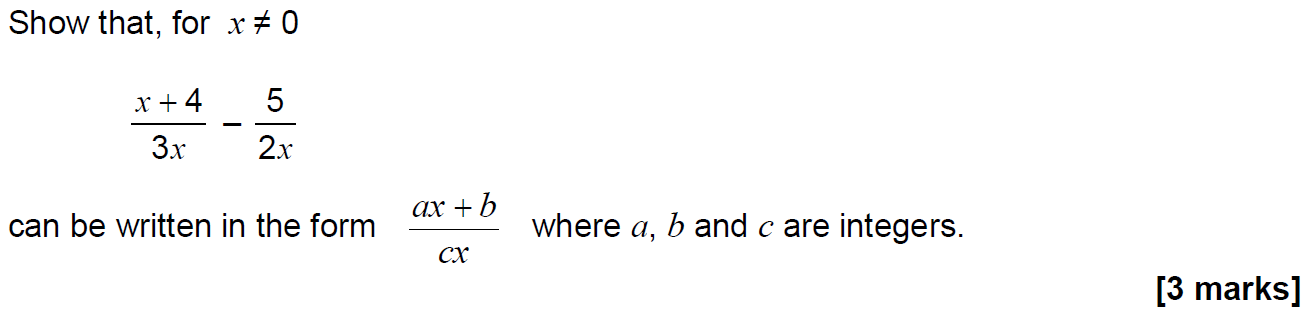 Show that, for x ≠ 0
x + 4
3x
−
5
2x
can be written in the form ax + b
cx
where a, b and c are integers.
[3 marks]